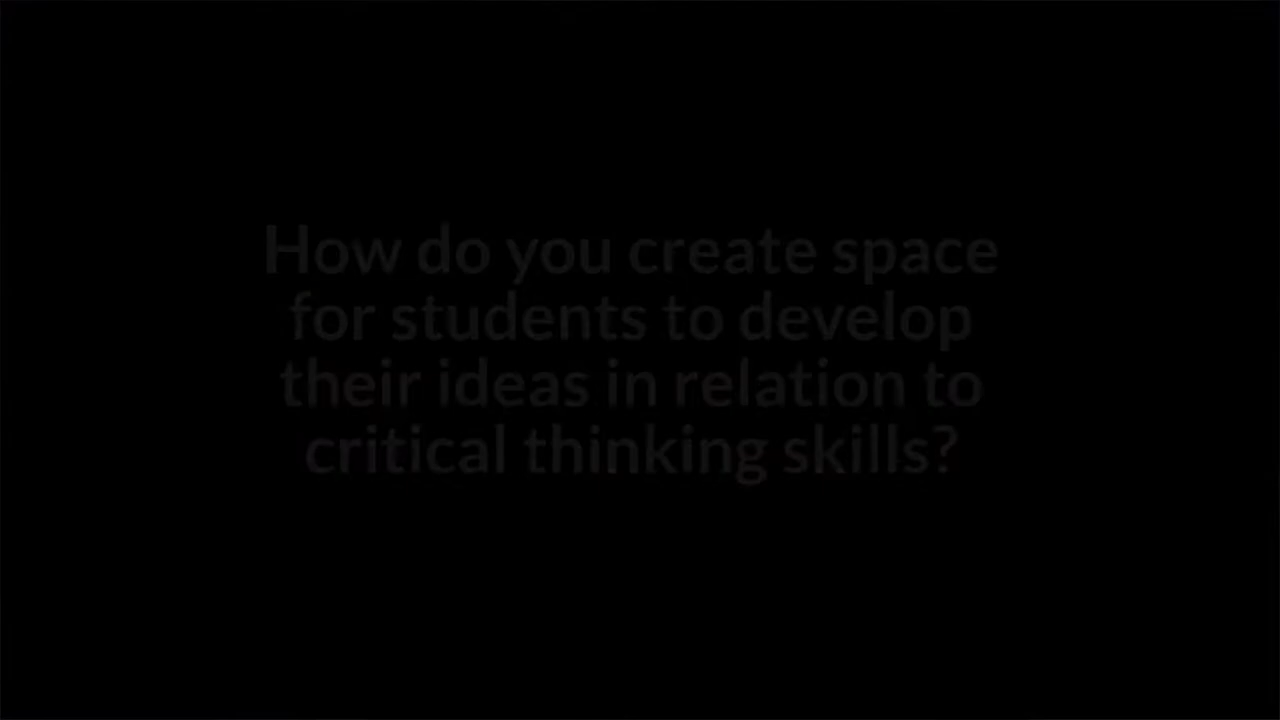 How do you create space
for students to develop
their ideas in relation to
critical thinking skills?